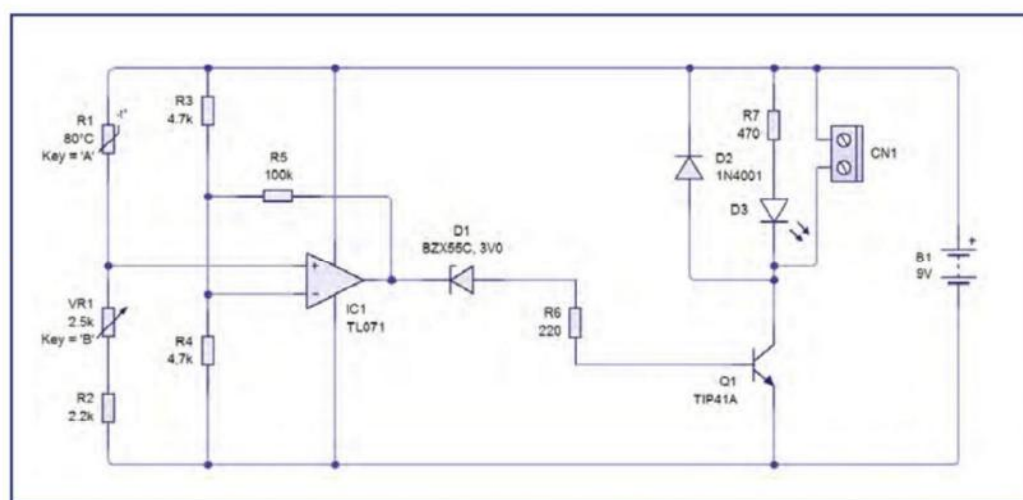 R1
80°C
Key = 'A'
-t°
R3
4.7k
R5
100k
D1
BZX55C, 3V0
+
-
IC1
TL071
VR1
2.5k
Key = 'B'
R4
4.7k
R2
2.2k
R6
220
D2
1N4001
R7
470
D3
CN1
Q1
TIP41A
+
B1
9V